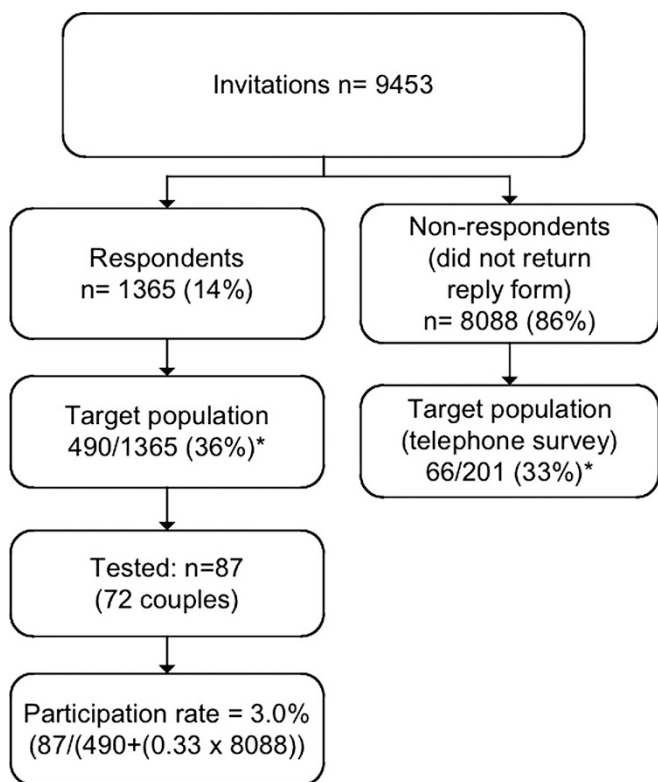 Invitations n= 9453
Respondents
n= 1365 (14%)
Non-respondents
(did not return
reply form)
n= 8088 (86%)
Target population
490/1365 (36%)*
Target population
(telephone survey)
66/201 (33%)*
Tested: n=87
(72 couples)
Participation rate = 3.0%
(87/(490+(0.33 x 8088))